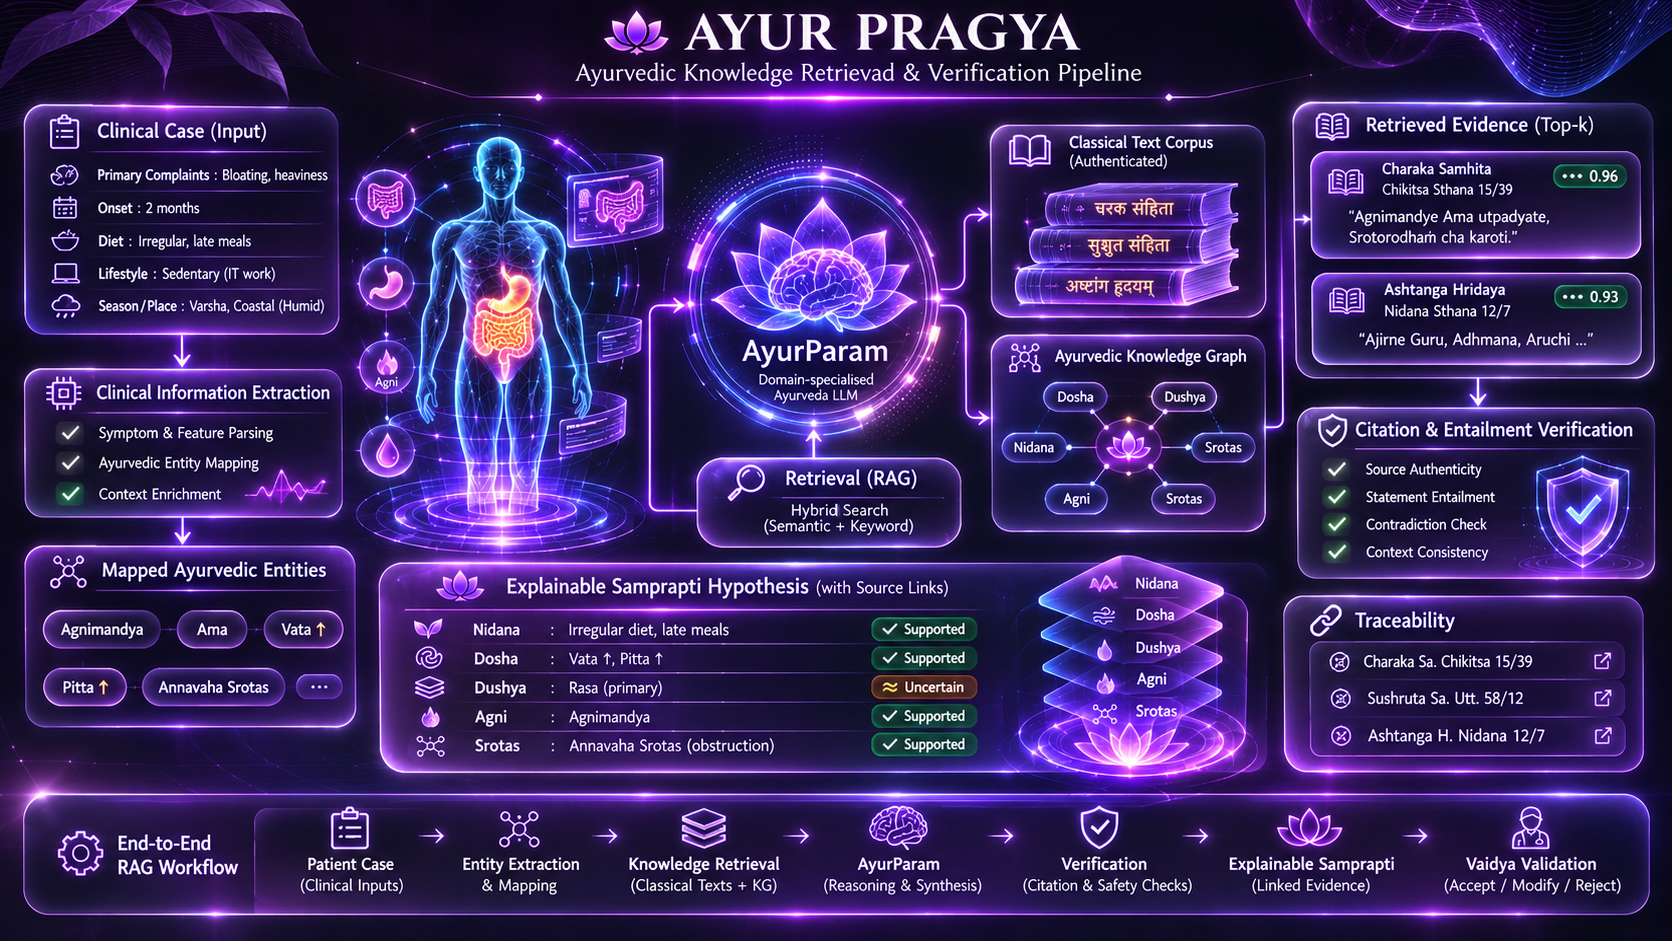 AYUR PRAGYA
Ayurvedic Knowledge Retrievad & Verification Pipeline
Clinical Case (Input)
Primary Complaints : Bloating, heaviness
Onset : 2 months
Diet : Irregular, late meals
Lifestyle : Sedentary (IT work)
Season/Place : Varsha, Coastal (Humid)
Clinical Information Extraction
Symptom & Feature Parsing
Ayurvedic Entity Mapping
Context Enrichment
Mapped Ayurvedic Entities
Agnimandya
Ama
Vata ↑
Pitta ↑
Annavaha Srotas
...
Agni
AyurParam
Domain-specialised
Ayurveda LLM
Retrieval (RAG)
Hybrid Search
(Semantic + Keyword)
Classical Text Corpus
(Authenticated)
चरक संहिता
सुश्रुत संहिता
अष्टांग हृदयम्
Ayurvedic Knowledge Graph
Dosha
Dushya
Nidana
Srotas
Agni
Srotas
Retrieved Evidence (Top-k)
Charaka Samhita
Chikitsa Sthana 15/39
••• 0.96
“Agnimandye Ama utpadyate,
Srotorodhaṁ cha karoti.”
Ashtanga Hridaya
Nidana Sthana 12/7
••• 0.93
“Ajirne Guru, Adhmana, Aruchi ...”
Citation & Entailment Verification
Source Authenticity
Statement Entailment
Contradiction Check
Context Consistency
Explainable Samprapti Hypothesis (with Source Links)
Nidana : Irregular diet, late meals ✓ Supported
Dosha : Vata ↑, Pitta ↑ ✓ Supported
Dushya : Rasa (primary) ≈ Uncertain
Agni : Agnimandya ✓ Supported
Srotas : Annavaha Srotas (obstruction) ✓ Supported
Nidana
Dosha
Dushya
Agni
Srotas
Traceability
Charaka Sa. Chikitsa 15/39
Sushruta Sa. Utt. 58/12
Ashtanga H. Nidana 12/7
End-to-End
RAG Workflow
Patient Case
(Clinical Inputs)
Entity Extraction
& Mapping
Knowledge Retrieval
(Classical Texts + KG)
AyurParam
(Reasoning & Synthesis)
Verification
(Citation & Safety Checks)
Explainable Samprapti
(Linked Evidence)
Vaidya Validation
(Accept / Modify / Reject)